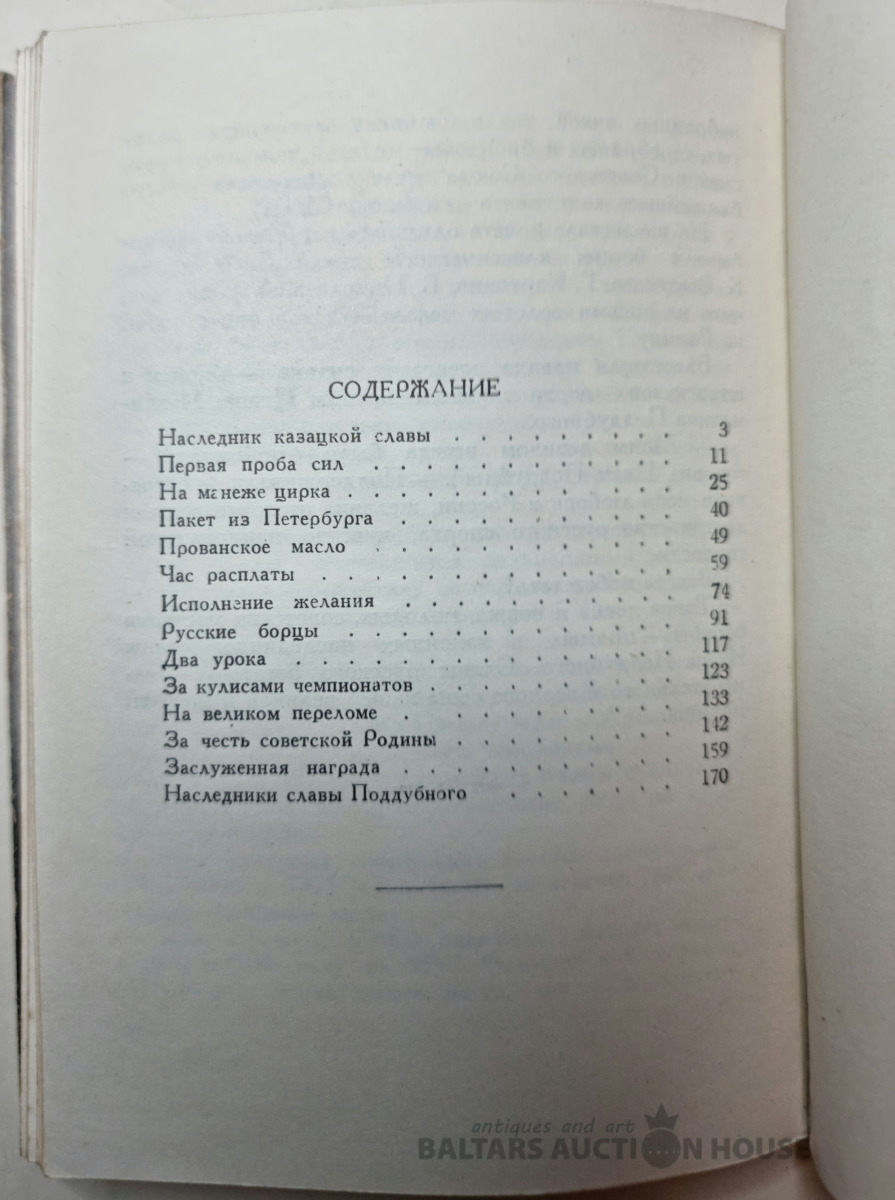 СОДЕРЖАНИЕ
Наследник казацкой славы . . . . . . . . . 3
Первая проба сил . . . . . . . . . . . . 11
На манеже цирка . . . . . . . . . . . . 25
Пакет из Петербурга . . . . . . . . . . . 40
Прованское масло . . . . . . . . . . . . 49
Час расплаты . . . . . . . . . . . . . . 59
Исполнение желания . . . . . . . . . . . 74
Русские борцы . . . . . . . . . . . . . 91
Два урока . . . . . . . . . . . . . . . 117
За кулисами чемпионатов . . . . . . . . . . 123
На великом переломе . . . . . . . . . . . 133
За честь советской Родины . . . . . . . . . 142
Заслуженная награда . . . . . . . . . . . 159
Наследники славы Поддубного . . . . . . . 170
antiques and art
BALTARS AUCTION HOUSE